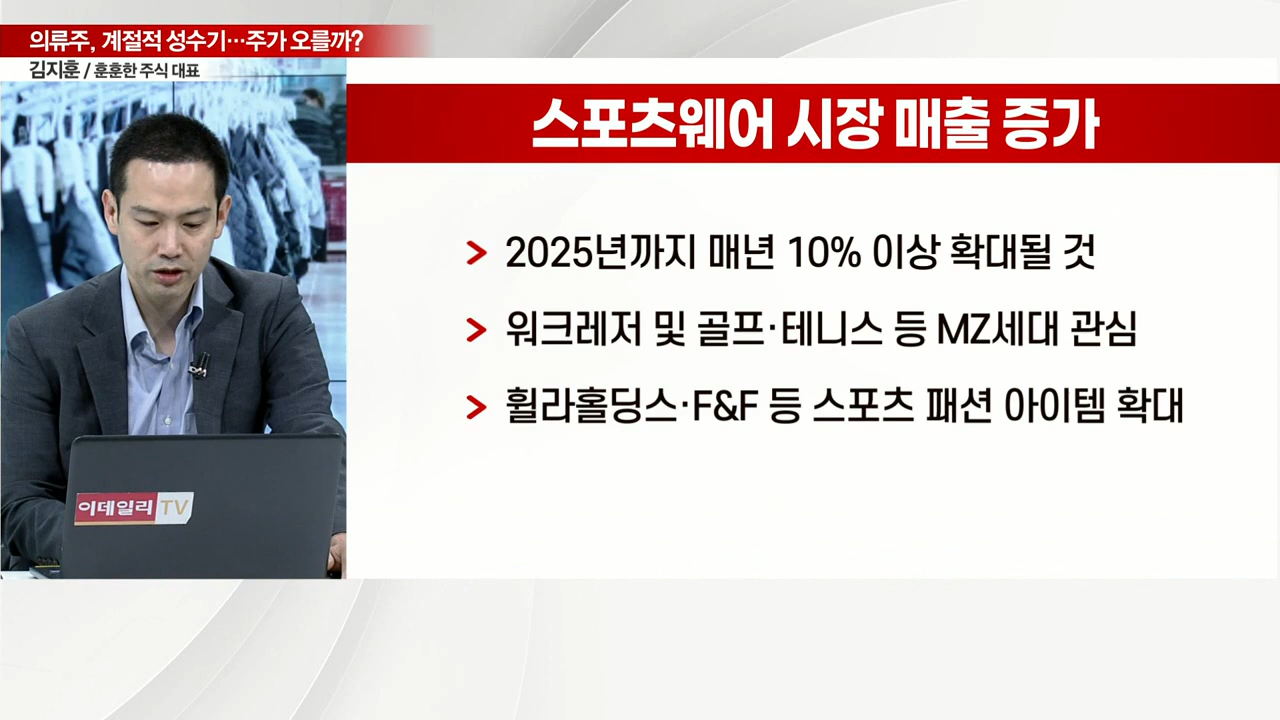 의류주, 계절적 성수기…주가 오를까?
김지훈 / 훈훈한 주식 대표
스포츠웨어 시장 매출 증가
> 2025년까지 매년 10% 이상 확대될 것
> 워크레저 및 골프·테니스 등 MZ세대 관심
> 휠라홀딩스·F&F 등 스포츠 패션 아이템 확대
이데일리 TV